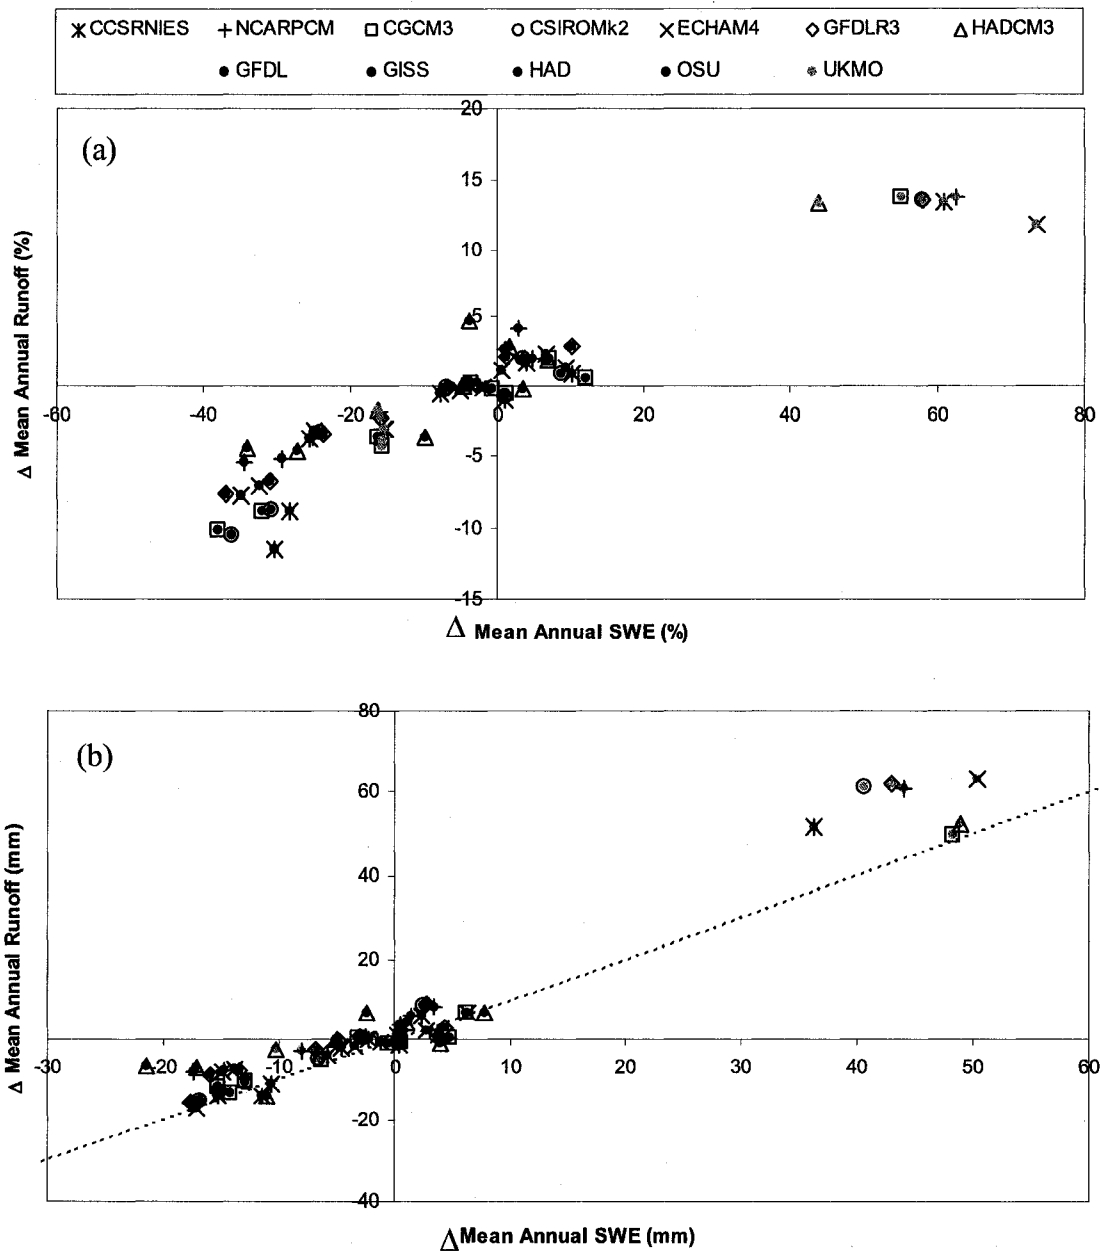 CCSRNIES NCARPCM CGCM3 CSIROMk2 ECHAM4 GFDLR3 HADCM3
GFDL GISS HAD OSU UKMO
(a)
Δ Mean Annual Runoff (%)
20
15
10
5
-5
-10
-15
-60 -40 -20 0 20 40 60 80
Δ Mean Annual SWE (%)
(b)
Δ Mean Annual Runoff (mm)
80
60
40
20
-20
-40
-30 -20 -10 0 10 20 30 40 50 60
Δ Mean Annual SWE (mm)